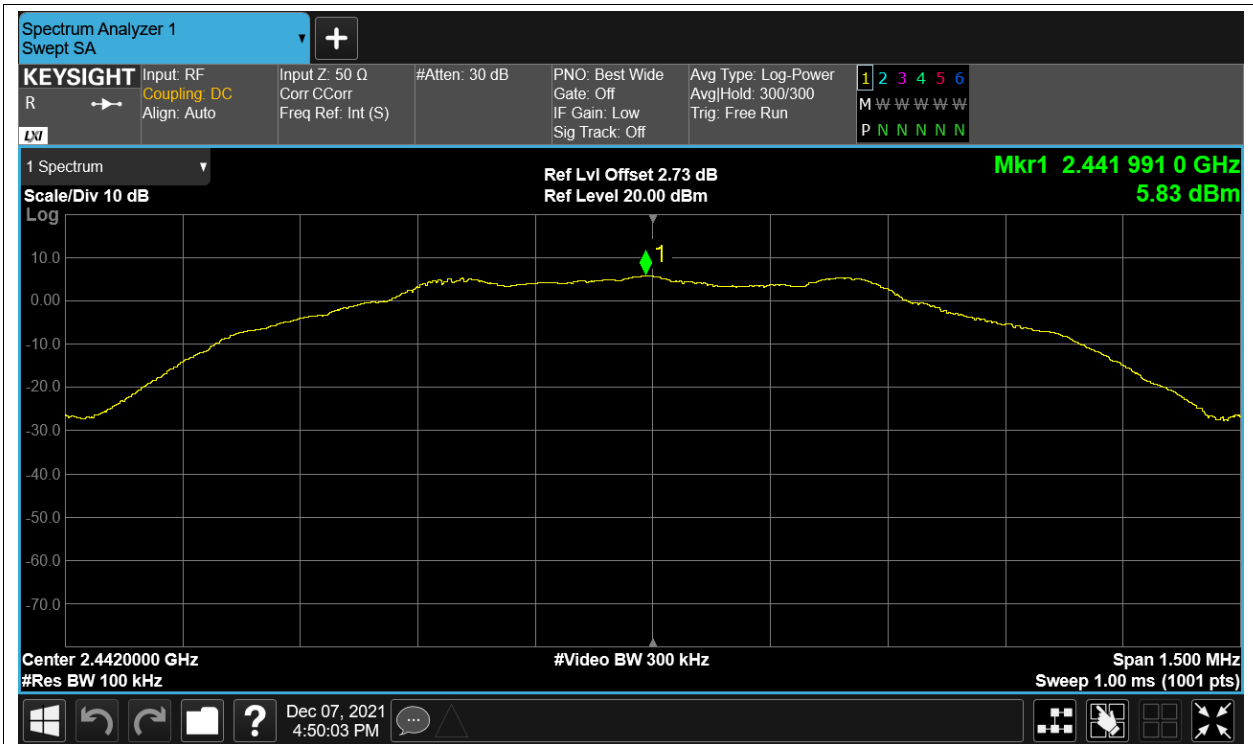 Spectrum Analyzer 1
Swept SA
KEYSIGHT
R
LXI
Input: RF
Coupling: DC
Align: Auto
Input Z: 50 Ω
Corr CCorr
Freq Ref: Int (S)
#Atten: 30 dB
PNO: Best Wide
Gate: Off
IF Gain: Low
Sig Track: Off
Avg Type: Log-Power
Avg|Hold: 300/300
Trig: Free Run
1 2 3 4 5 6
M W W W W W W
P N N N N N N
1 Spectrum
Scale/Div 10 dB
Log
Ref Lvl Offset 2.73 dB
Ref Level 20.00 dBm
Mkr1 2.441 991 0 GHz
5.83 dBm
1
10.0
0.00
-10.0
-20.0
-30.0
-40.0
-50.0
-60.0
-70.0
Center 2.4420000 GHz
#Res BW 100 kHz
#Video BW 300 kHz
Span 1.500 MHz
Sweep 1.00 ms (1001 pts)
?
Dec 07, 2021
4:50:03 PM